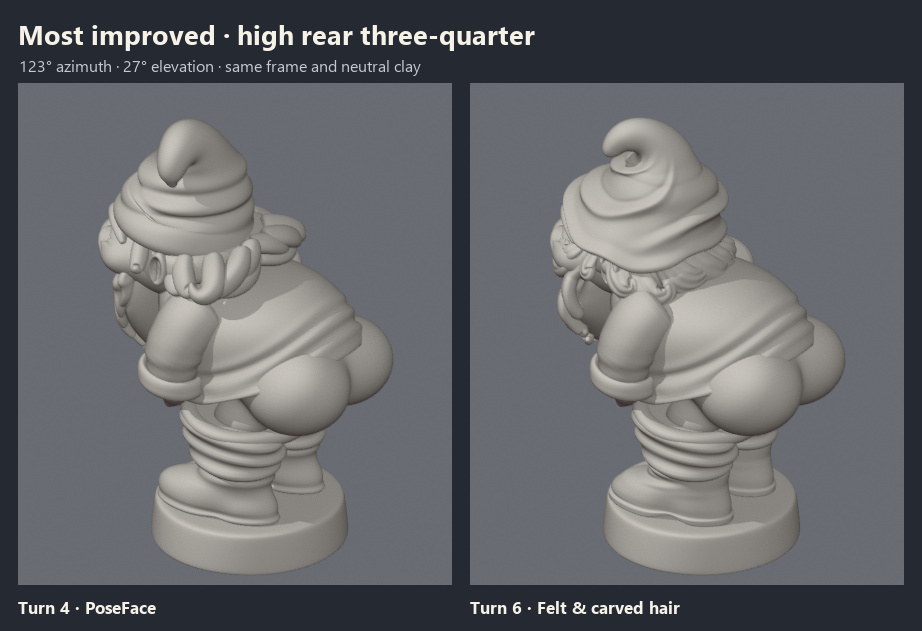 Most improved · high rear three-quarter
123° azimuth · 27° elevation · same frame and neutral clay
Turn 4 · PoseFace
Turn 6 · Felt & carved hair